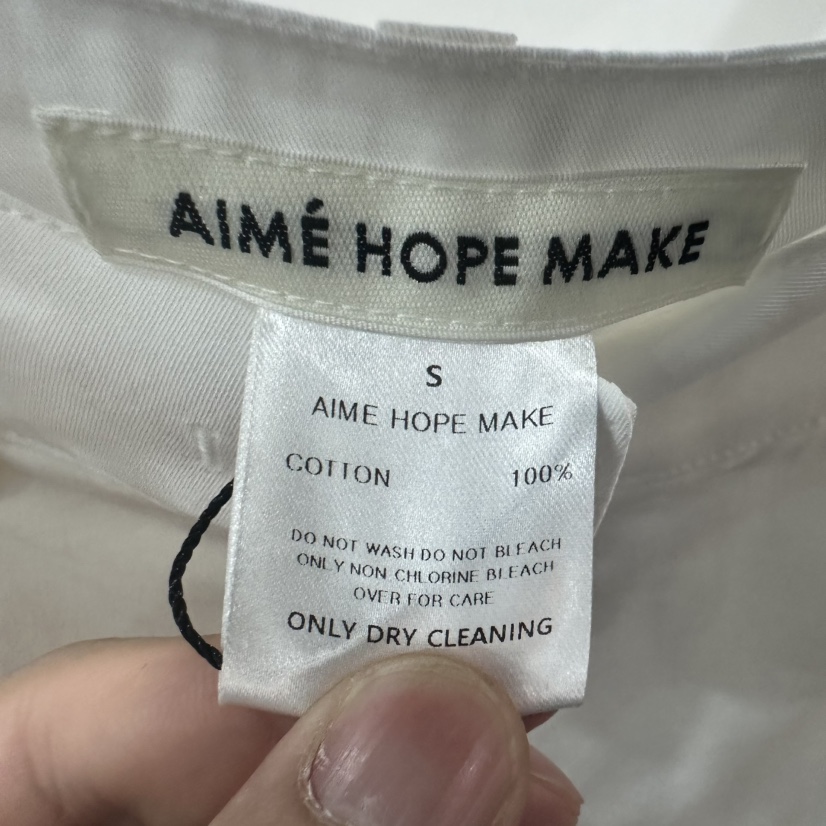 AIMÉ HOPE MAKE
S
AIME HOPE MAKE
COTTON 100%
DO NOT WASH DO NOT BLEACH
ONLY NON CHLORINE BLEACH
OVER FOR CARE
ONLY DRY CLEANING